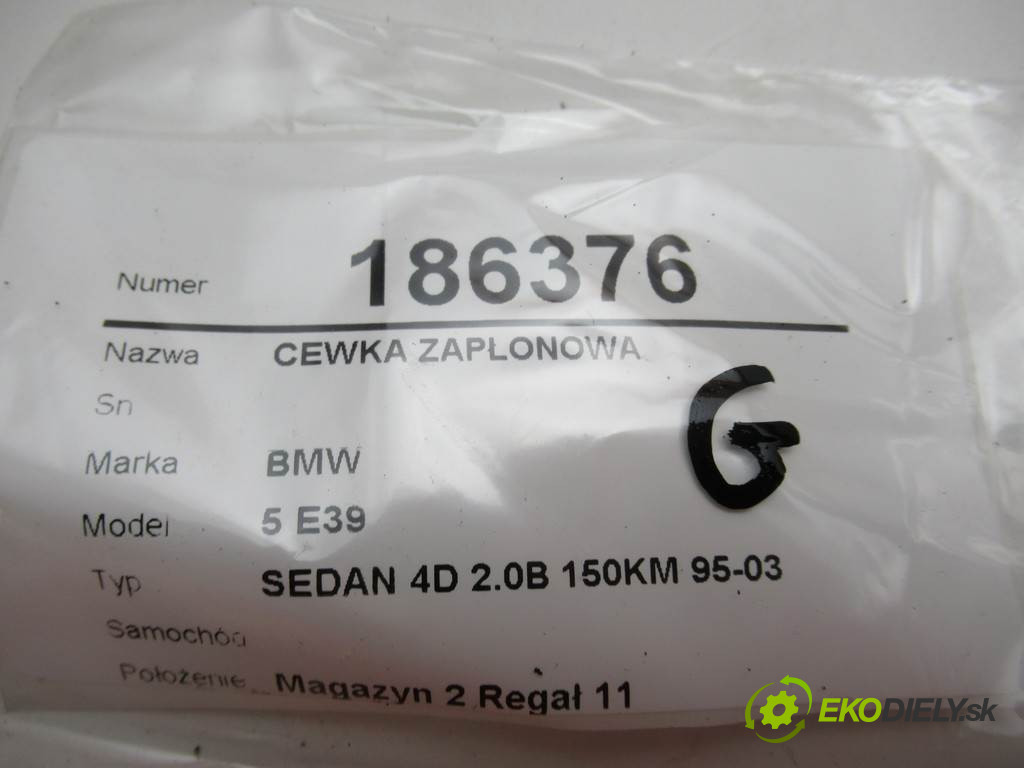 Numer 186376
Nazwa CEWKA ZAPŁONOWA
Sn
G
Marka BMW
Model 5 E39
Typ SEDAN 4D 2.0B 150KM 95-03
Samochód
Położenie Magazyn 2 Regał 11
EKODIELY.sk